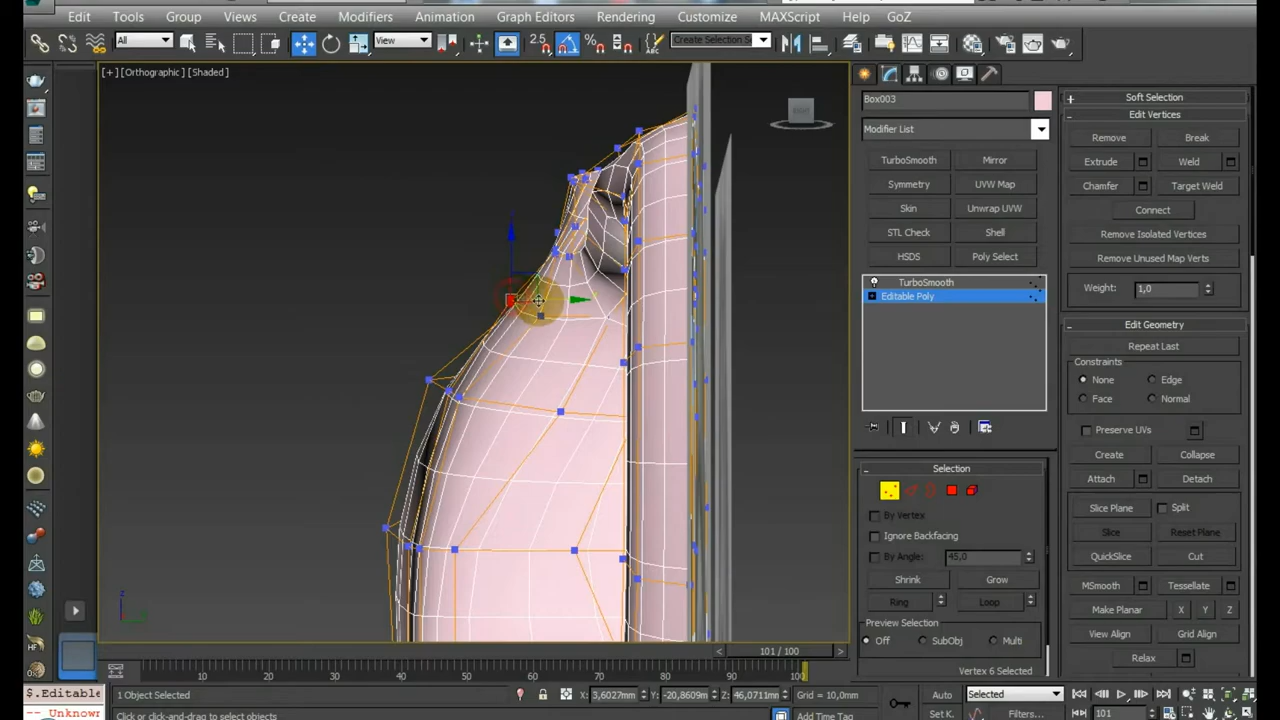 Edit Tools Group Views Create Modifiers Animation Graph Editors Rendering Customize MAXScript Help GoZ
All View 2.5 Create Selection Se
[+] [Orthographic] [Shaded]
RIGHT
Box003
Modifier List
TurboSmooth Mirror
Symmetry UVW Map
Skin Unwrap UVW
STL Check Shell
HSDS Poly Select
TurboSmooth
Editable Poly
Selection
By Vertex
Ignore Backfacing
By Angle: 45,0
Shrink Grow
Ring Loop
Preview Selection
Off SubObj Multi
Vertex 6 Selected
Soft Selection
Edit Vertices
Remove Break
Extrude Weld
Chamfer Target Weld
Connect
Remove Isolated Vertices
Remove Unused Map Verts
Weight: 1,0
Edit Geometry
Repeat Last
Constraints
None Edge
Face Normal
Preserve UVs
Create Collapse
Attach Detach
Slice Plane Split
Slice Reset Plane
QuickSlice Cut
MSmooth Tessellate
Make Planar X Y Z
View Align Grid Align
Relax
101 / 100
10 20 30 40 50 60 70 80 90 100
$.Editable 1 Object Selected X: 3,6027mm Y: -20,8609m Z: 46,0711mm Grid = 10,0mm Auto Selected
-- Unknown Click or click-and-drag to select objects Add Time Tag Set K. Filters... 101